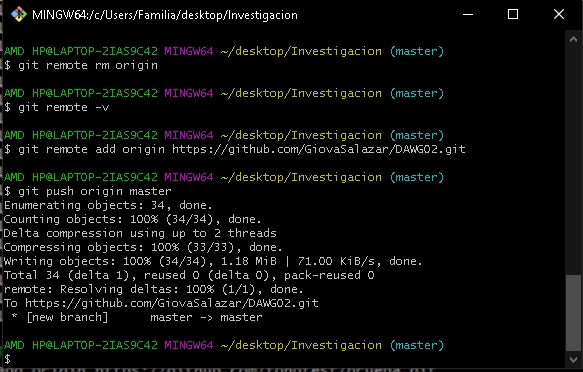 MINGW64:/c/Users/Familia/desktop/Investigacion
AMD HP@LAPTOP-2IAS9C42 MINGW64 ~/desktop/Investigacion (master)
$ git remote rm origin
AMD HP@LAPTOP-2IAS9C42 MINGW64 ~/desktop/Investigacion (master)
$ git remote -v
AMD HP@LAPTOP-2IAS9C42 MINGW64 ~/desktop/Investigacion (master)
$ git remote add origin https://github.com/GiovaSalazar/DAWG02.git
AMD HP@LAPTOP-2IAS9C42 MINGW64 ~/desktop/Investigacion (master)
$ git push origin master
Enumerating objects: 34, done.
Counting objects: 100% (34/34), done.
Delta compression using up to 2 threads
Compressing objects: 100% (33/33), done.
Writing objects: 100% (34/34), 1.18 MiB | 71.00 KiB/s, done.
Total 34 (delta 1), reused 0 (delta 0), pack-reused 0
remote: Resolving deltas: 100% (1/1), done.
To https://github.com/GiovaSalazar/DAWG02.git
 * [new branch]      master -> master
AMD HP@LAPTOP-2IAS9C42 MINGW64 ~/desktop/Investigacion (master)
$